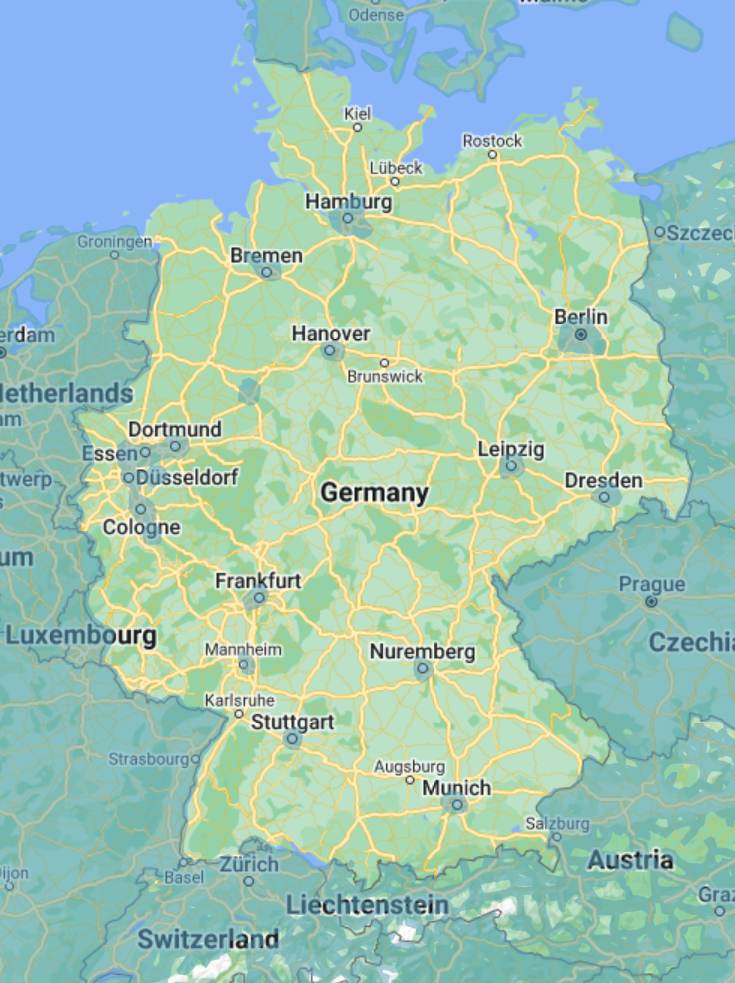 Odense
Kiel
Rostock
Lübeck
Hamburg
Groningen
Szczec
Bremen
Berlin
erdam
Hanover
Brunswick
Netherlands
am
Dortmund
Essen
Leipzig
twerp
Düsseldorf
Dresden
s
Germany
Cologne
um
Frankfurt
Prague
Luxembourg
Czechia
Mannheim
Nuremberg
Karlsruhe
Stuttgart
Strasbourg
Augsburg
Munich
Salzburg
Zürich
Austria
Basel
Dijon
Graz
Liechtenstein
Switzerland